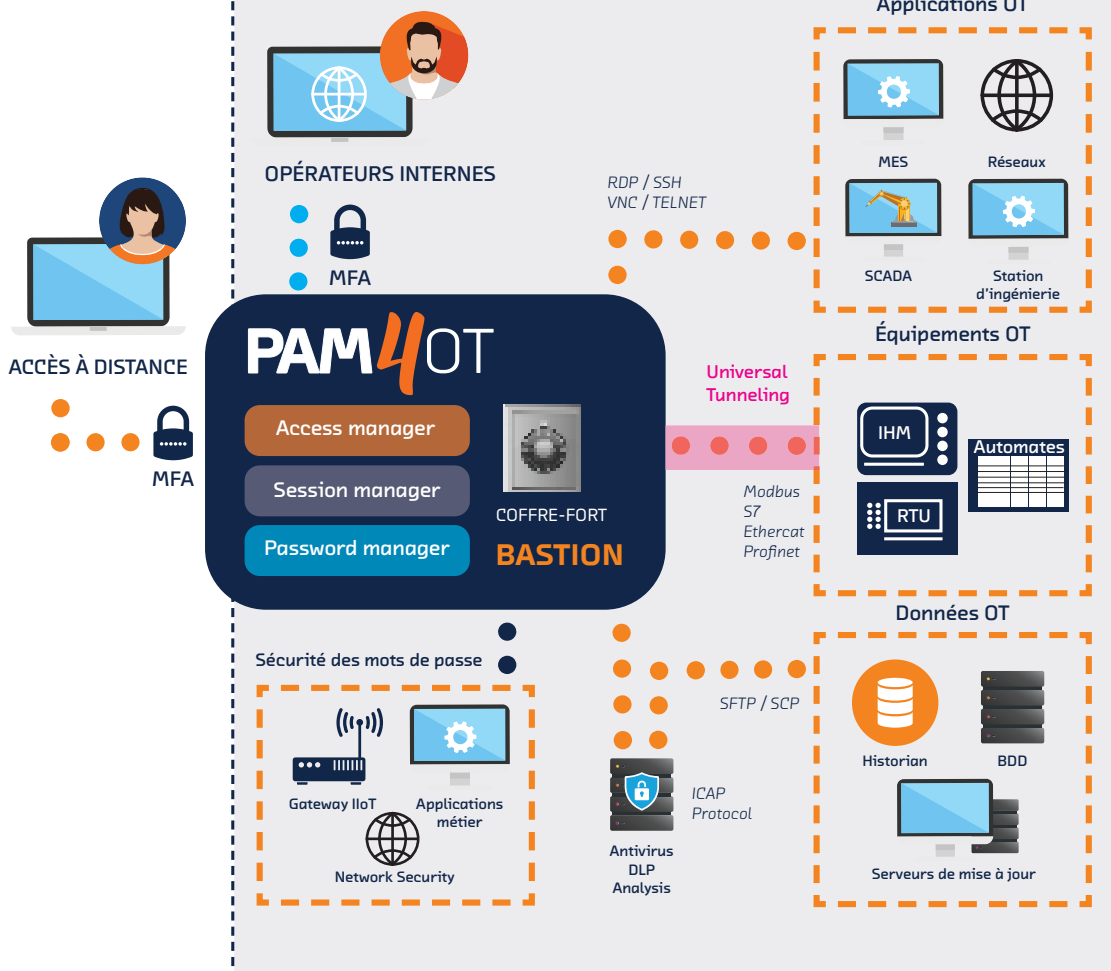 Applications OT
OPÉRATEURS INTERNES
MFA
RDP / SSH
VNC / TELNET
MES
Réseaux
SCADA
Station
d'ingénierie
ACCÈS À DISTANCE
MFA
PAM4OT
Access manager
Session manager
Password manager
COFFRE-FORT
BASTION
Universal
Tunneling
Modbus
S7
Ethercat
Profinet
Équipements OT
IHM
Automates
RTU
Sécurité des mots de passe
Gateway IIoT
Applications
métier
Network Security
SFTP / SCP
ICAP
Protocol
Antivirus
DLP
Analysis
Données OT
Historian
BDD
Serveurs de mise à jour